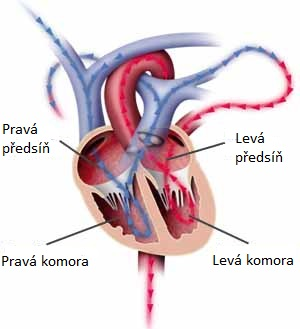 Pravá
předsíň
Levá
předsíň
Pravá komora
Levá komora